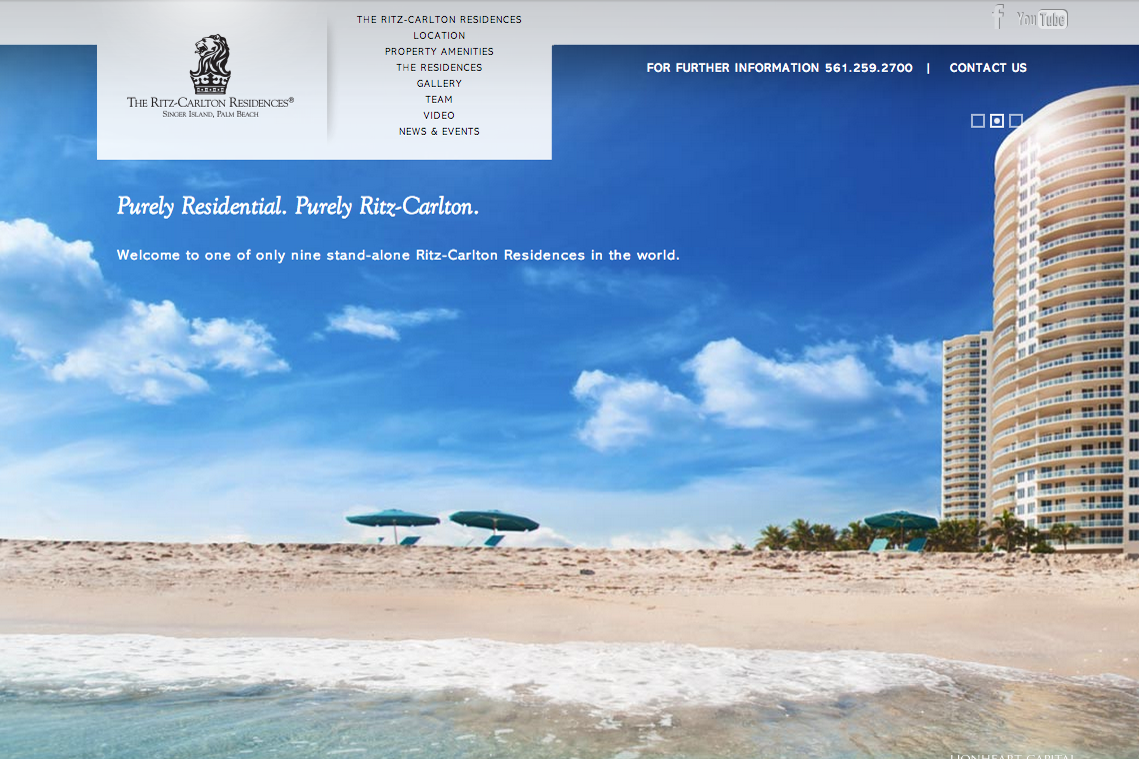 THE RITZ-CARLTON RESIDENCES
LOCATION
PROPERTY AMENITIES
THE RESIDENCES
GALLERY
TEAM
VIDEO
NEWS & EVENTS
THE RITZ-CARLTON RESIDENCES®
SINGER ISLAND, PALM BEACH
f
YouTube
FOR FURTHER INFORMATION 561.259.2700 | CONTACT US
Purely Residential. Purely Ritz-Carlton.
Welcome to one of only nine stand-alone Ritz-Carlton Residences in the world.
LIONHEART CAPITAL